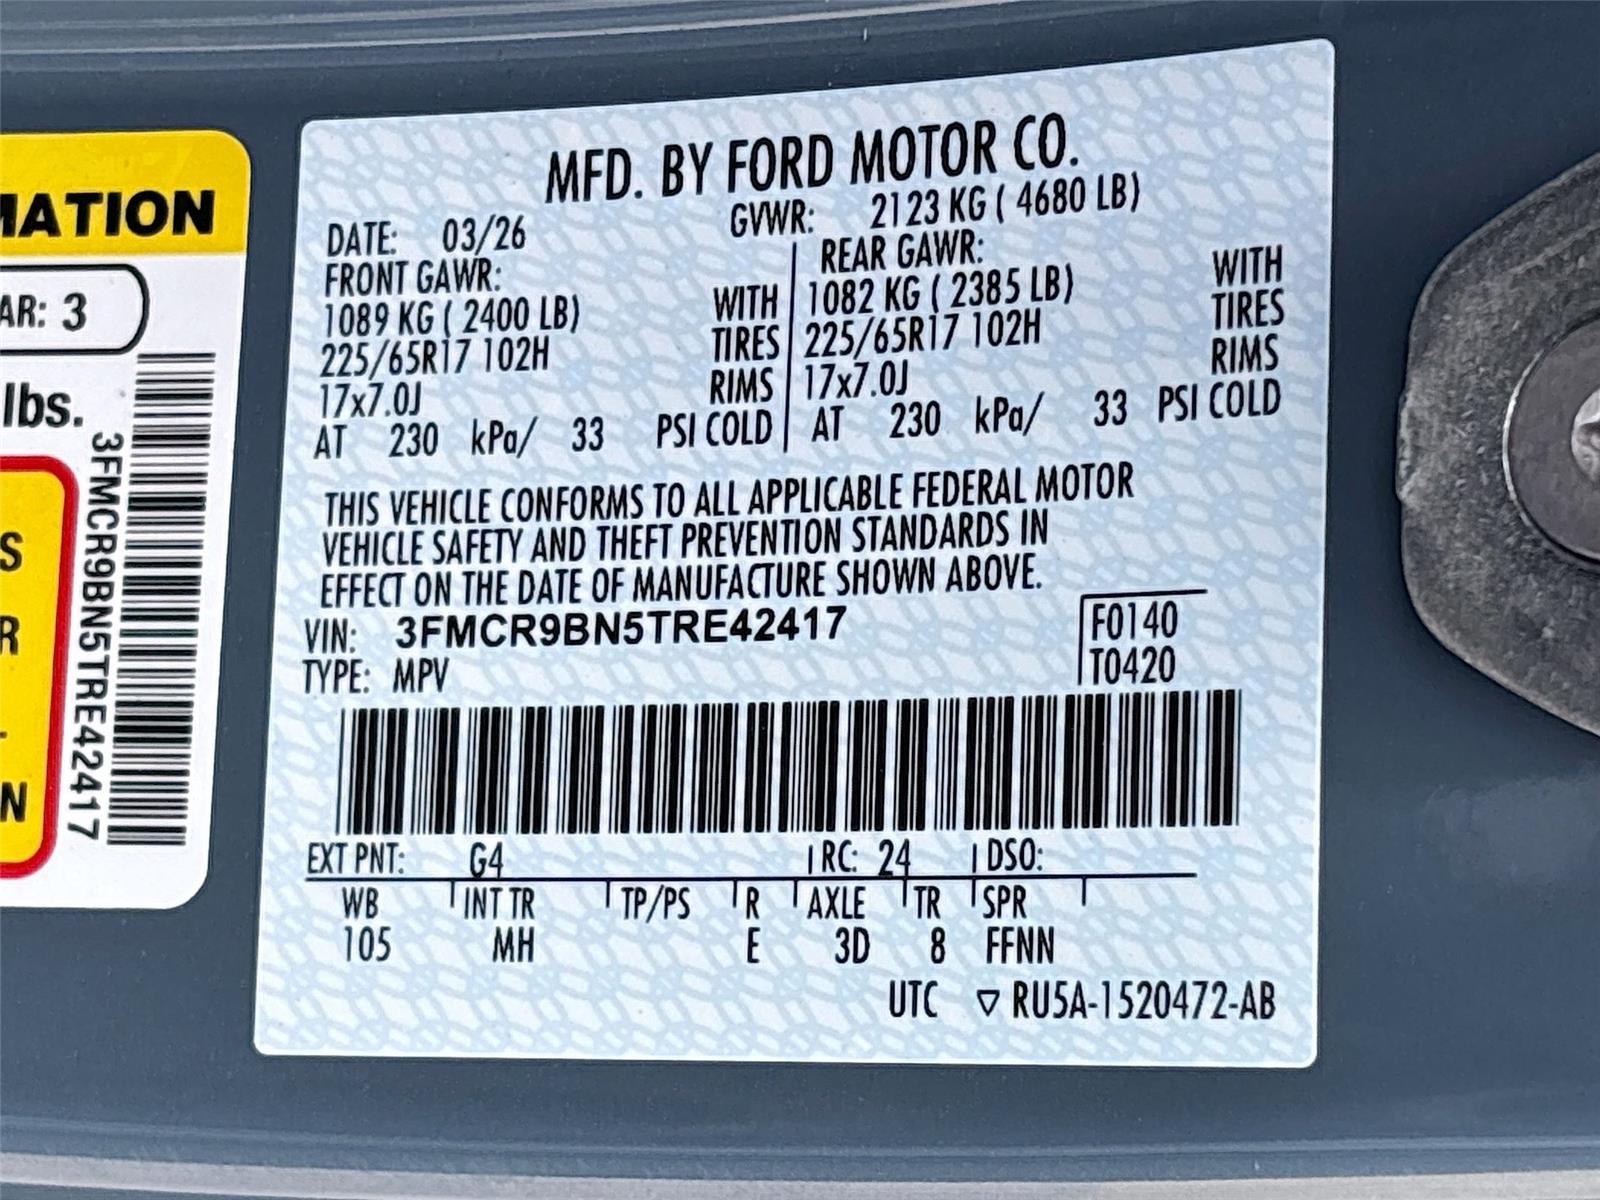 MATION
AR: 3
lbs.
S
R
N
3FMCR9BN5TRE42417
MFD. BY FORD MOTOR CO.
DATE: 03/26 GVWR: 2123 KG ( 4680 LB)
FRONT GAWR: REAR GAWR:
1089 KG ( 2400 LB) WITH 1082 KG ( 2385 LB) WITH
225/65R17 102H TIRES 225/65R17 102H TIRES
17x7.0J RIMS 17x7.0J RIMS
AT 230 kPa/ 33 PSI COLD AT 230 kPa/ 33 PSI COLD
THIS VEHICLE CONFORMS TO ALL APPLICABLE FEDERAL MOTOR
VEHICLE SAFETY AND THEFT PREVENTION STANDARDS IN
EFFECT ON THE DATE OF MANUFACTURE SHOWN ABOVE.
VIN: 3FMCR9BN5TRE42417 F0140
TYPE: MPV T0420
EXT PNT: G4 RC: 24 DSO:
WB INT TR TP/PS R AXLE TR SPR
105 MH E 3D 8 FFNN
UTC ▽ RU5A-1520472-AB